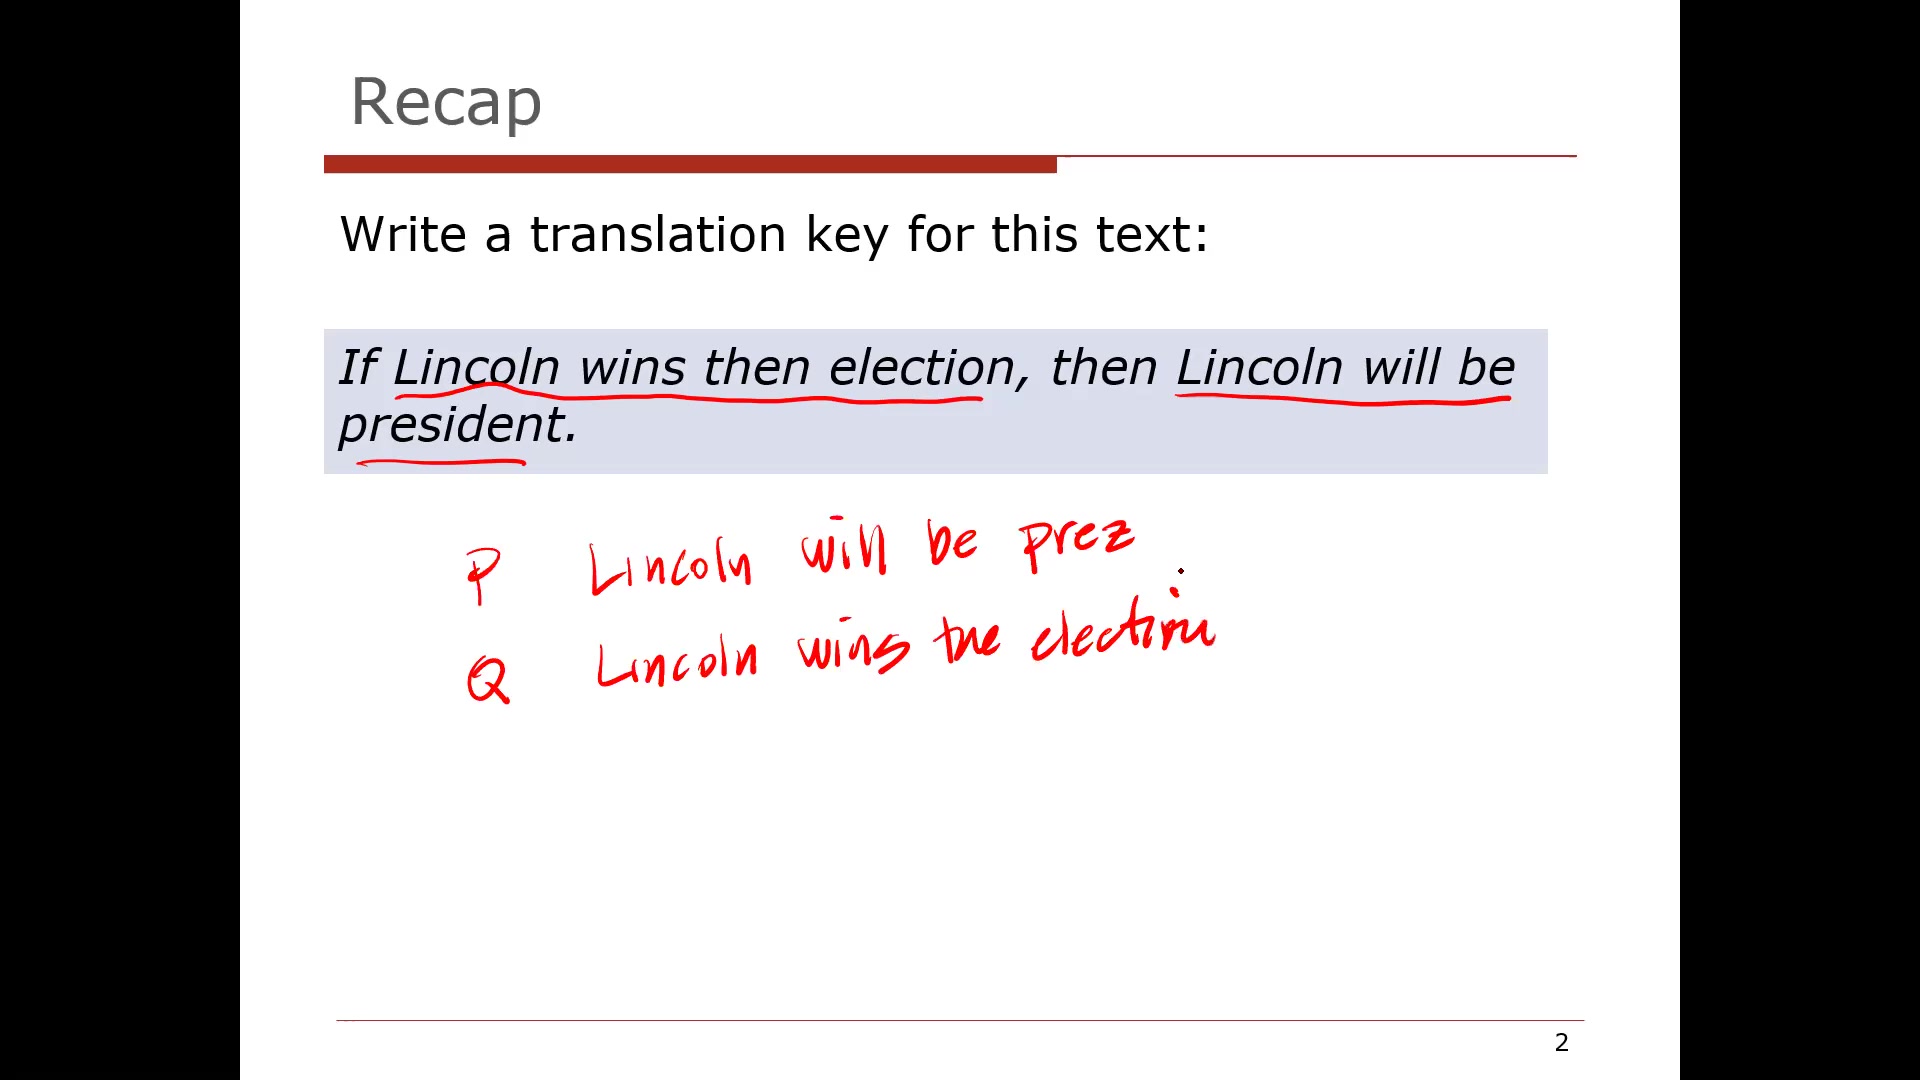 Recap
Write a translation key for this text:
If Lincoln wins then election, then Lincoln will be
president.
P Lincoln will be prez
Q Lincoln wins the election
2